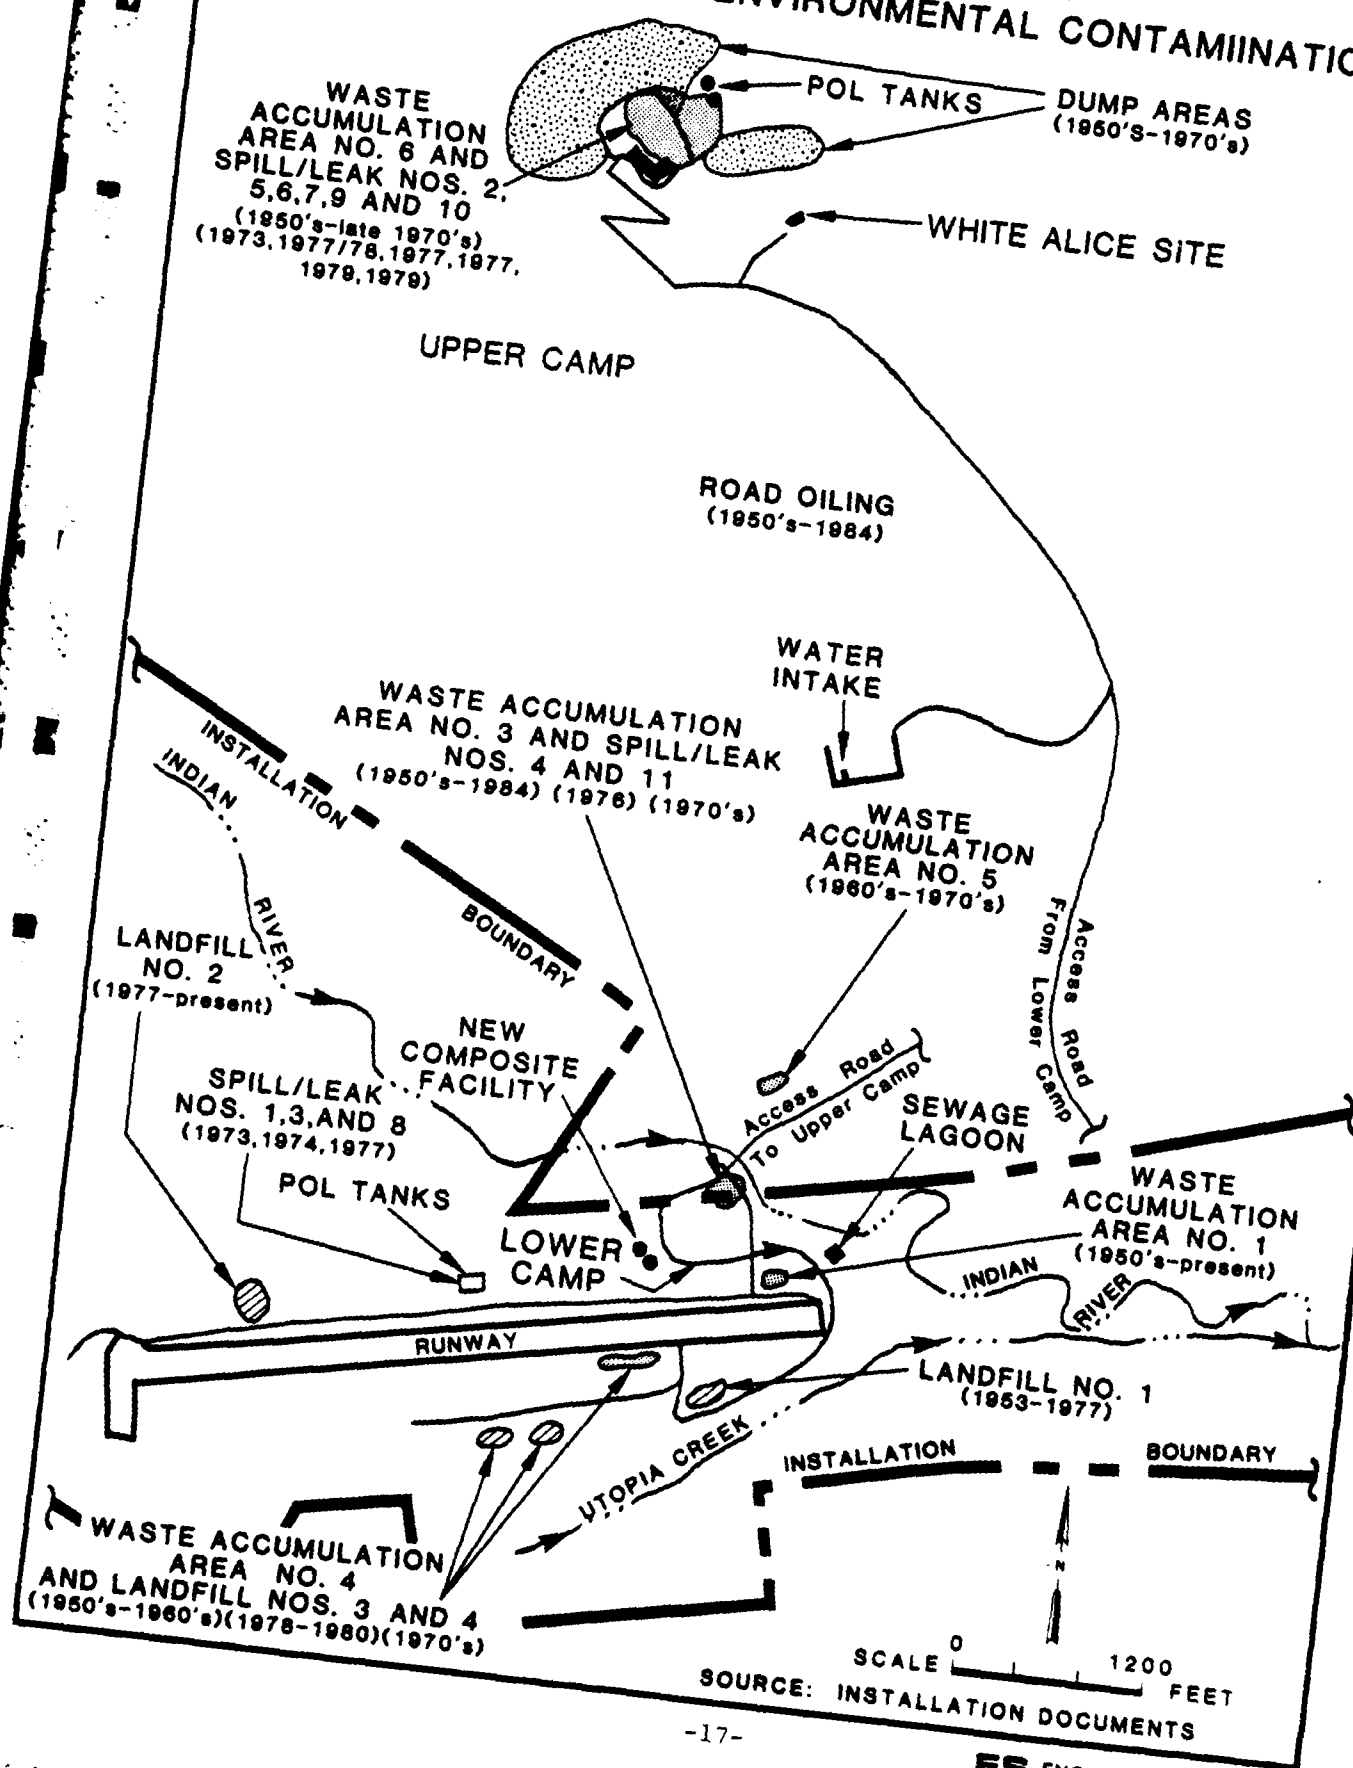 ENVIRONMENTAL CONTAMIINATIO
WASTE
ACCUMULATION
AREA NO. 6 AND
SPILL/LEAK NOS. 2,
5,6,7,9 AND 10
(1950's-late 1970's)
(1973,1977/78,1977,1977,
1979,1979)
POL TANKS
DUMP AREAS
(1950'S-1970's)
WHITE ALICE SITE
UPPER CAMP
ROAD OILING
(1950's-1984)
WATER
INTAKE
WASTE ACCUMULATION
AREA NO. 3 AND SPILL/LEAK
NOS. 4 AND 11
(1950's-1984) (1976) (1970's)
INSTALLATION
BOUNDARY
INDIAN
RIVER
WASTE
ACCUMULATION
AREA NO. 5
(1960's-1970's)
Access Road
From Lower Camp
LANDFILL
NO. 2
(1977-present)
NEW
COMPOSITE
FACILITY
SPILL/LEAK
NOS. 1,3,AND 8
(1973,1974,1977)
POL TANKS
Access Road
To Upper Camp
SEWAGE
LAGOON
WASTE
ACCUMULATION
AREA NO. 1
(1950's-present)
LOWER
CAMP
INDIAN
RIVER
RUNWAY
LANDFILL NO. 1
(1953-1977)
UTOPIA CREEK
INSTALLATION
BOUNDARY
WASTE ACCUMULATION
AREA NO. 4
AND LANDFILL NOS. 3 AND 4
(1950's-1960's)(1978-1980)(1970's)
N
0
SCALE
1200
FEET
SOURCE: INSTALLATION DOCUMENTS
-17-